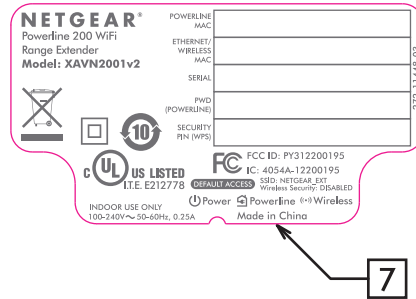 NETGEAR®
Powerline 200 WiFi
Range Extender
Model: XAVN2001v2
POWERLINE
MAC
ETHERNET/
WIRELESS
MAC
SERIAL
PWD
(POWERLINE)
SECURITY
PIN (WPS)
10
C UL US LISTED
I.T.E. E212778
INDOOR USE ONLY
100-240V~ 50-60Hz, 0.25A
FC FCC ID: PY312200195
IC: 4054A-12200195
DEFAULT ACCESS SSID: NETGEAR_EXT
Wireless Security: DISABLED
Power Powerline Wireless
Made in China
7